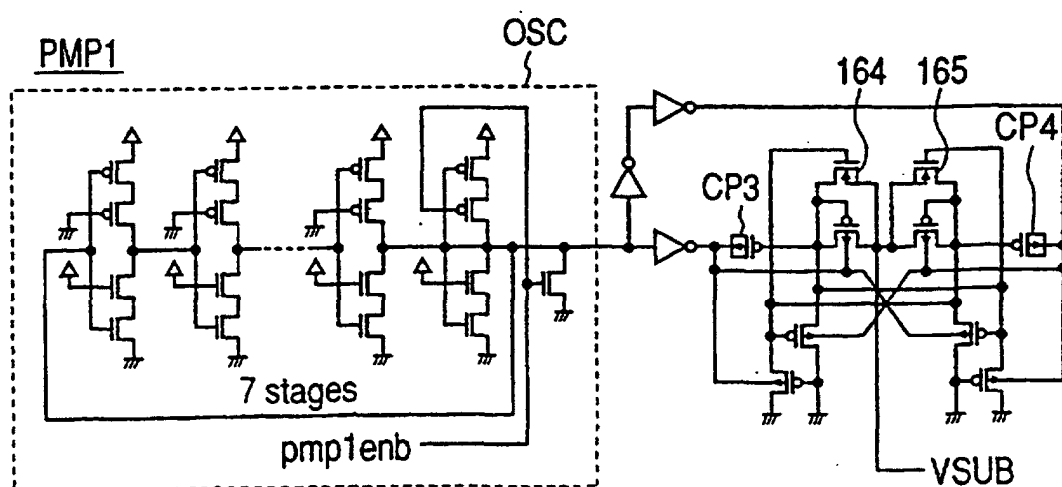 PMP1
OSC
164
165
CP4
CP3
7 stages
pmp1enb
VSUB